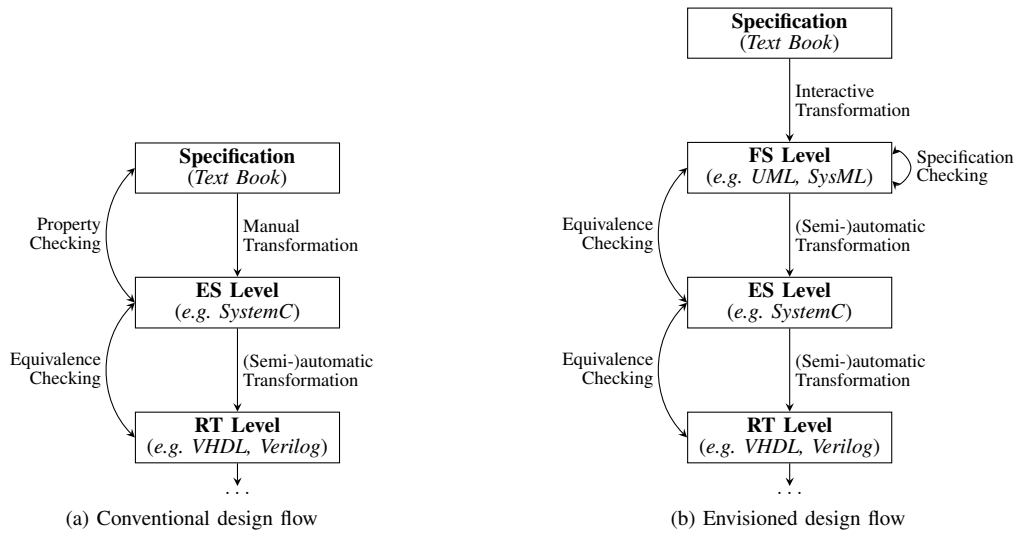 Specification
(Text Book)
Property
Checking
Manual
Transformation
ES Level
(e.g. SystemC)
Equivalence
Checking
(Semi-)automatic
Transformation
RT Level
(e.g. VHDL, Verilog)
. . .
(a) Conventional design flow
Specification
(Text Book)
Interactive
Transformation
FS Level
(e.g. UML, SysML)
Specification
Checking
Equivalence
Checking
(Semi-)automatic
Transformation
ES Level
(e.g. SystemC)
Equivalence
Checking
(Semi-)automatic
Transformation
RT Level
(e.g. VHDL, Verilog)
. . .
(b) Envisioned design flow